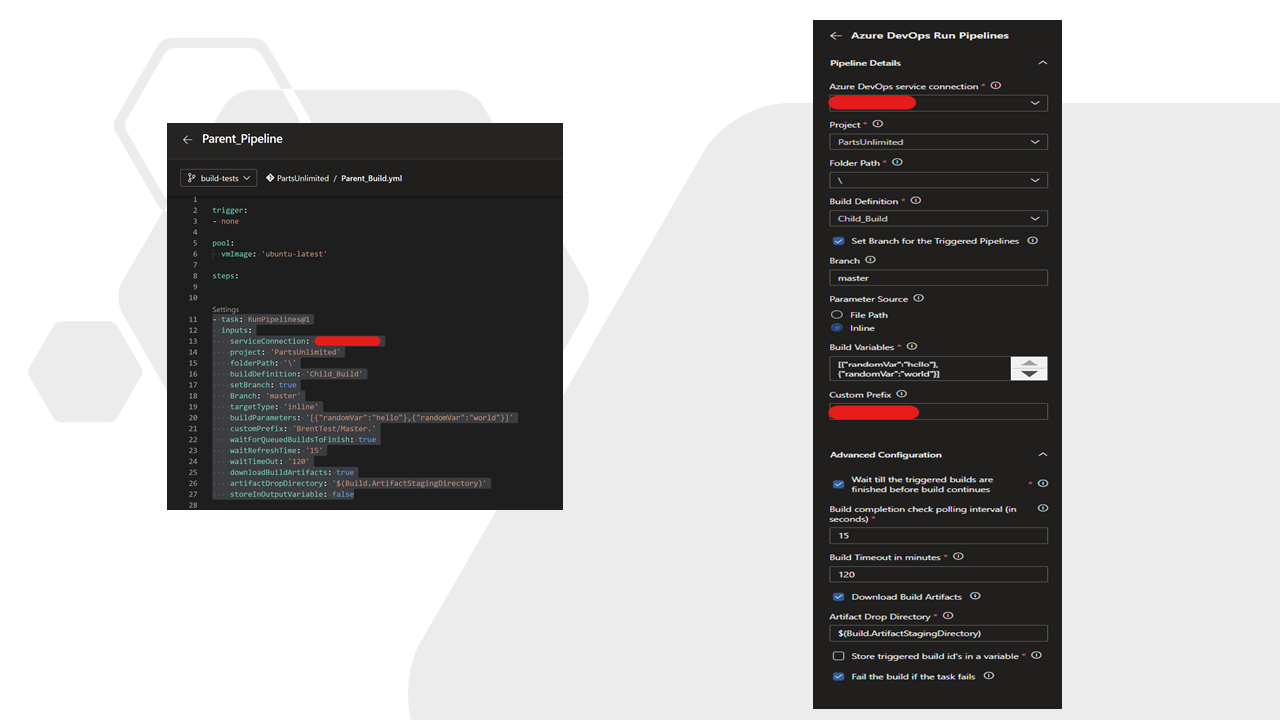 Parent_Pipeline
build-tests PartsUnlimited / Parent_Build.yml
1
2 trigger:
3 - none
4
5 pool:
6 vmImage: 'ubuntu-latest'
7
8 steps:
9
10
Settings
11 - task: RunPipelines@1
12 inputs:
13 serviceConnection:
14 project: 'PartsUnlimited'
15 folderPath: '\'
16 buildDefinition: 'Child_Build'
17 setBranch: true
18 Branch: 'master'
19 targetType: 'inline'
20 buildParameters: '[{"randomVar":"hello"},{"randomVar":"world"}]'
21 customPrefix: 'BrentTest/Master.'
22 waitForQueuedBuildsToFinish: true
23 waitRefreshTime: '15'
24 waitTimeOut: '120'
25 downloadBuildArtifacts: true
26 artifactDropDirectory: '$(Build.ArtifactStagingDirectory)'
27 storeInOutputVariable: false
28
Azure DevOps Run Pipelines
Pipeline Details
Azure DevOps service connection *
Project *
PartsUnlimited
Folder Path *
\
Build Definition *
Child_Build
Set Branch for the Triggered Pipelines
Branch
master
Parameter Source
File Path
Inline
Build Variables *
[{"randomVar":"hello"},
{"randomVar":"world"}]
Custom Prefix
Advanced Configuration
Wait till the triggered builds are
finished before build continues *
Build completion check polling interval (in
seconds) *
15
Build Timeout in minutes *
120
Download Build Artifacts
Artifact Drop Directory *
$(Build.ArtifactStagingDirectory)
Store triggered build id's in a variable *
Fail the build if the task fails